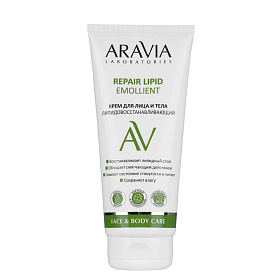 ARAVIA
LABORATORIES
REPAIR LIPID
EMOLLIENT
КРЕМ ДЛЯ ЛИЦА И ТЕЛА
ЛИПИДОВОССТАНАВЛИВАЮЩИЙ
AV
Восстанавливает липидный слой
Обладает смягчающим действием
Снимает состояние стянутости и
Сохраняет влагу
FACE & BODY CARE